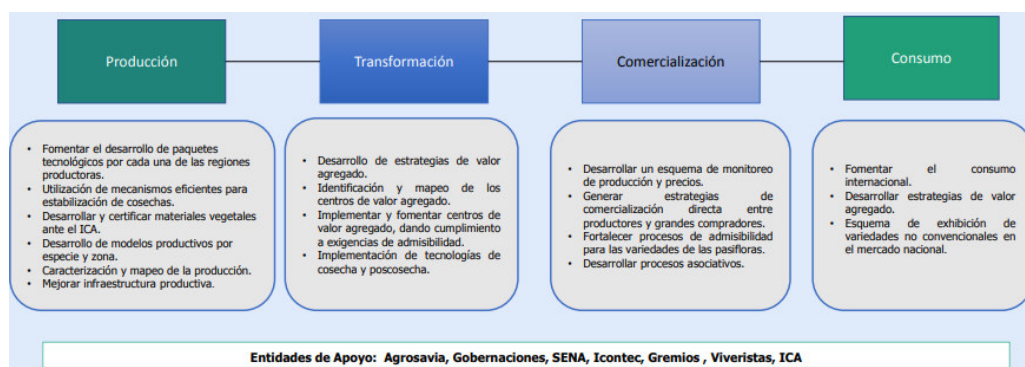 Producción
Transformación
Comercialización
Consumo
• Fomentar el desarrollo de paquetes
tecnológicos por cada una de las regiones
productoras.
• Utilización de mecanismos eficientes para
estabilización de cosechas.
• Desarrollar y certificar materiales vegetales
ante el ICA.
• Desarrollo de modelos productivos por
especie y zona.
• Caracterización y mapeo de la producción.
• Mejorar infraestructura productiva.
• Desarrollo de estrategias de valor
agregado.
• Identificación y mapeo de los
centros de valor agregado.
• Implementar y fomentar centros de
valor agregado, dando cumplimiento
a exigencias de admisibilidad.
• Implementación de tecnologías de
cosecha y poscosecha.
• Desarrollar un esquema de monitoreo
de producción y precios.
• Generar estrategias de
comercialización directa entre
productores y grandes compradores.
• Fortalecer procesos de admisibilidad
para las variedades de las pasifloras.
• Desarrollar procesos asociativos.
• Fomentar el consumo
internacional.
• Desarrollar estrategias de valor
agregado.
• Esquema de exhibición de
variedades no convencionales en
el mercado nacional.
Entidades de Apoyo: Agrosavia, Gobernaciones, SENA, Icontec, Gremios , Viveristas, ICA